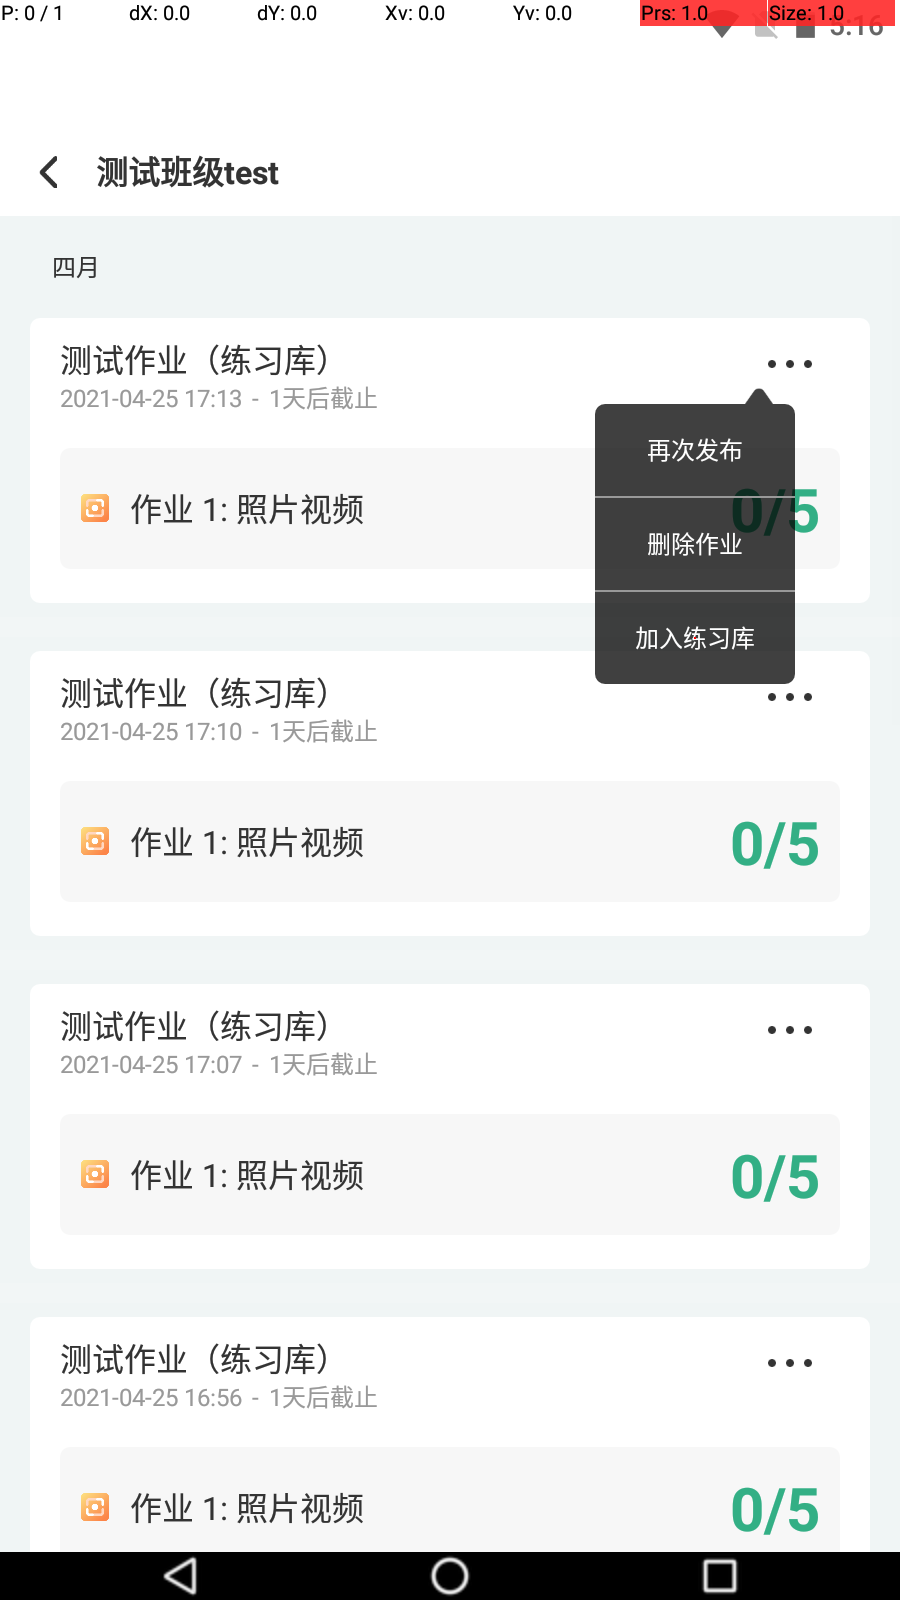 P: 0 / 1 dX: 0.0 dY: 0.0 Xv: 0.0 Yv: 0.0 Prs: 1.0 Size: 1.0
5:16
测试班级test
四月
测试作业（练习库）
2021-04-25 17:13 - 1天后截止
再次发布
作业 1: 照片视频 0/5
删除作业
加入练习库
测试作业（练习库）
2021-04-25 17:10 - 1天后截止
作业 1: 照片视频 0/5
测试作业（练习库）
2021-04-25 17:07 - 1天后截止
作业 1: 照片视频 0/5
测试作业（练习库）
2021-04-25 16:56 - 1天后截止
作业 1: 照片视频 0/5